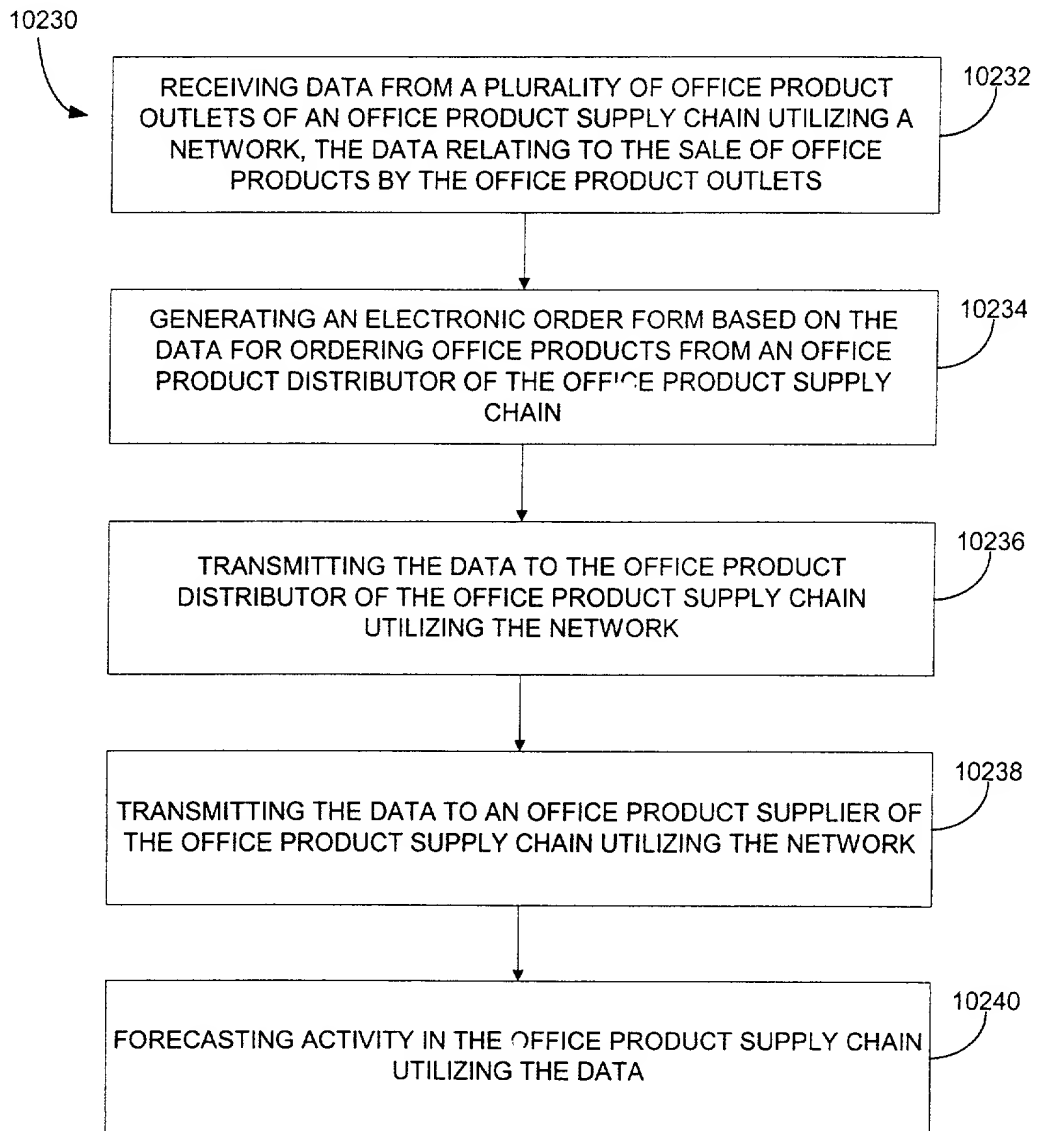 10230
10232
RECEIVING DATA FROM A PLURALITY OF OFFICE PRODUCT
OUTLETS OF AN OFFICE PRODUCT SUPPLY CHAIN UTILIZING A
NETWORK, THE DATA RELATING TO THE SALE OF OFFICE
PRODUCTS BY THE OFFICE PRODUCT OUTLETS
10234
GENERATING AN ELECTRONIC ORDER FORM BASED ON THE
DATA FOR ORDERING OFFICE PRODUCTS FROM AN OFFICE
PRODUCT DISTRIBUTOR OF THE OFFICE PRODUCT SUPPLY
CHAIN
10236
TRANSMITTING THE DATA TO THE OFFICE PRODUCT
DISTRIBUTOR OF THE OFFICE PRODUCT SUPPLY CHAIN
UTILIZING THE NETWORK
10238
TRANSMITTING THE DATA TO AN OFFICE PRODUCT SUPPLIER OF
THE OFFICE PRODUCT SUPPLY CHAIN UTILIZING THE NETWORK
10240
FORECASTING ACTIVITY IN THE OFFICE PRODUCT SUPPLY CHAIN
UTILIZING THE DATA